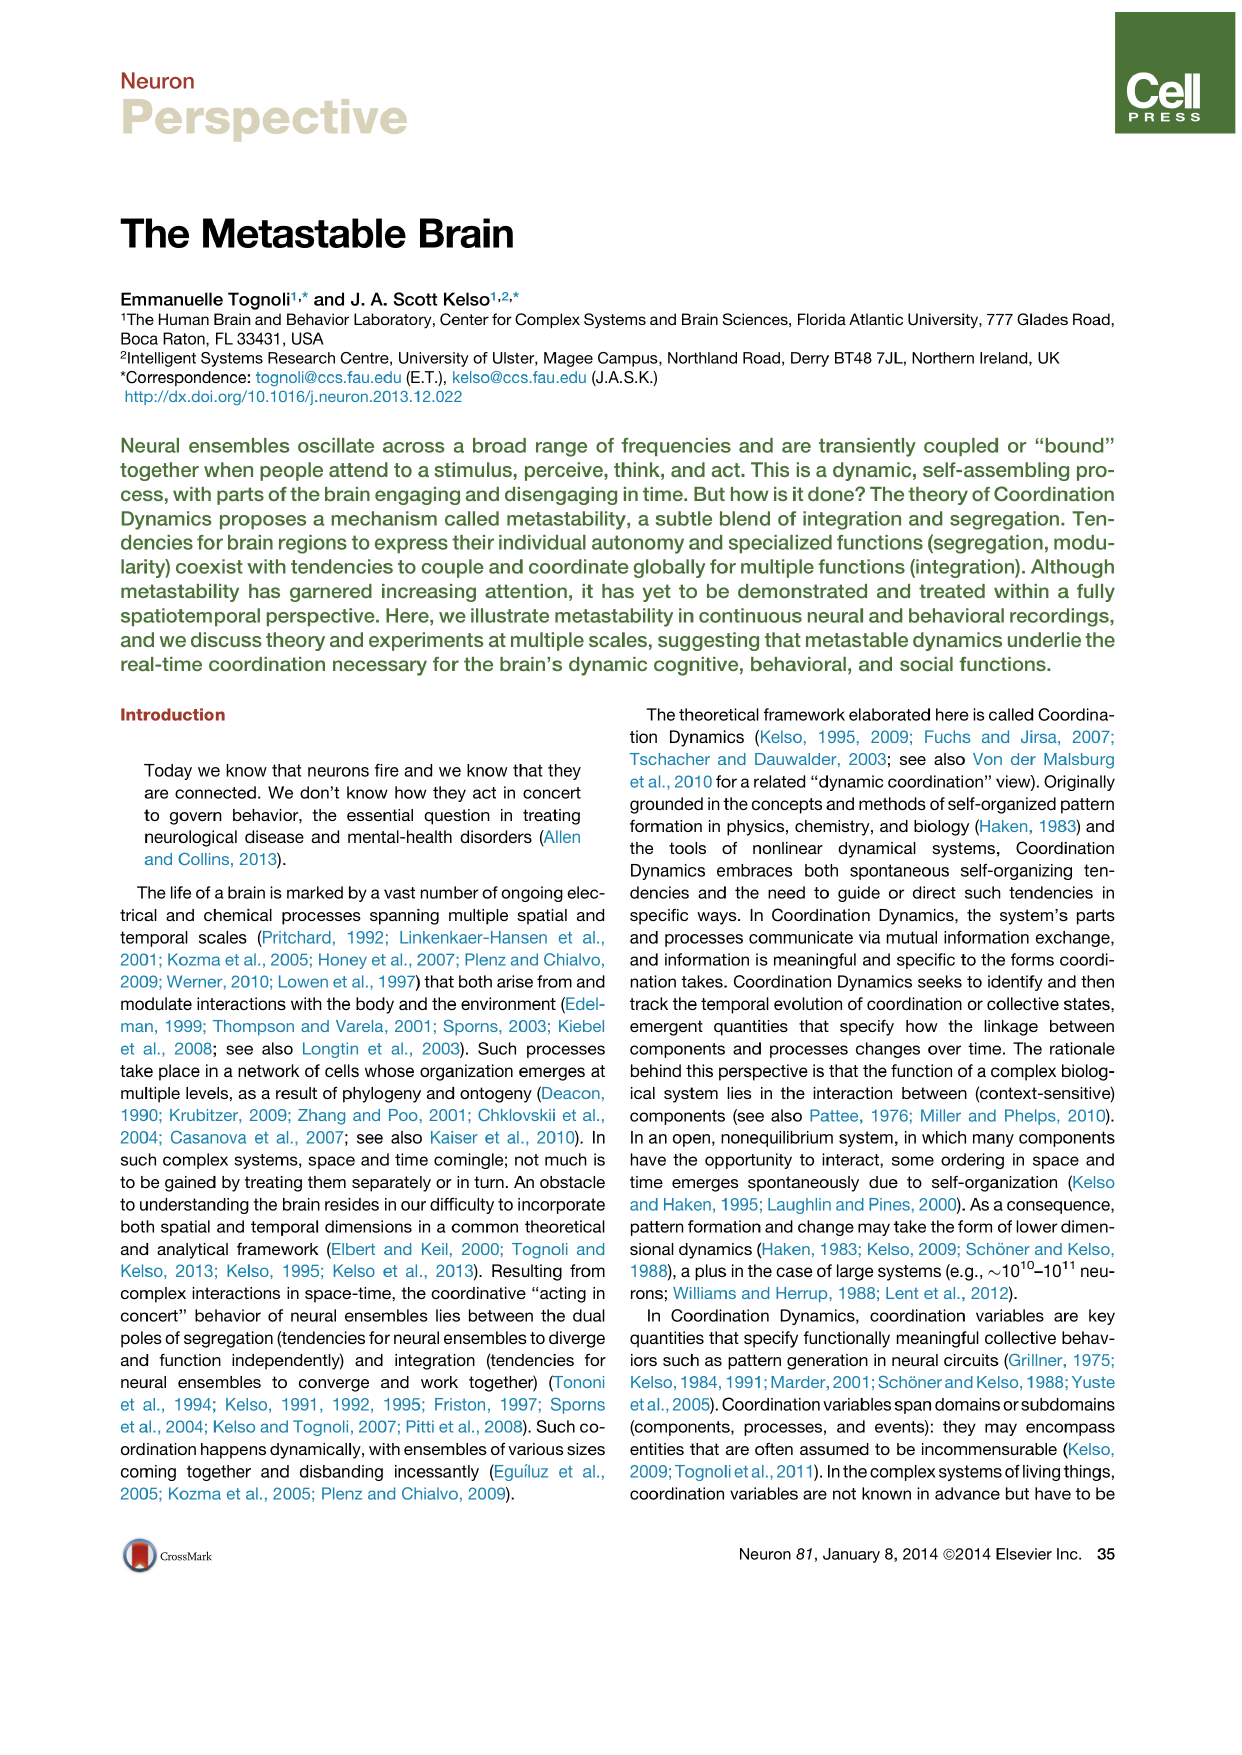 Neuron
Perspective
Cell
PRESS
The Metastable Brain
Emmanuelle Tognoli1,* and J. A. Scott Kelso1,2,*
1The Human Brain and Behavior Laboratory, Center for Complex Systems and Brain Sciences, Florida Atlantic University, 777 Glades Road,
Boca Raton, FL 33431, USA
2Intelligent Systems Research Centre, University of Ulster, Magee Campus, Northland Road, Derry BT48 7JL, Northern Ireland, UK
*Correspondence: tognoli@ccs.fau.edu (E.T.), kelso@ccs.fau.edu (J.A.S.K.)
http://dx.doi.org/10.1016/j.neuron.2013.12.022
Neural ensembles oscillate across a broad range of frequencies and are transiently coupled or “bound”
together when people attend to a stimulus, perceive, think, and act. This is a dynamic, self-assembling pro-
cess, with parts of the brain engaging and disengaging in time. But how is it done? The theory of Coordination
Dynamics proposes a mechanism called metastability, a subtle blend of integration and segregation. Ten-
dencies for brain regions to express their individual autonomy and specialized functions (segregation, modu-
larity) coexist with tendencies to couple and coordinate globally for multiple functions (integration). Although
metastability has garnered increasing attention, it has yet to be demonstrated and treated within a fully
spatiotemporal perspective. Here, we illustrate metastability in continuous neural and behavioral recordings,
and we discuss theory and experiments at multiple scales, suggesting that metastable dynamics underlie the
real-time coordination necessary for the brain’s dynamic cognitive, behavioral, and social functions.
Introduction
Today we know that neurons fire and we know that they
are connected. We don’t know how they act in concert
to govern behavior, the essential question in treating
neurological disease and mental-health disorders (Allen
and Collins, 2013).
The life of a brain is marked by a vast number of ongoing elec-
trical and chemical processes spanning multiple spatial and
temporal scales (Pritchard, 1992; Linkenkaer-Hansen et al.,
2001; Kozma et al., 2005; Honey et al., 2007; Plenz and Chialvo,
2009; Werner, 2010; Lowen et al., 1997) that both arise from and
modulate interactions with the body and the environment (Edel-
man, 1999; Thompson and Varela, 2001; Sporns, 2003; Kiebel
et al., 2008; see also Longtin et al., 2003). Such processes
take place in a network of cells whose organization emerges at
multiple levels, as a result of phylogeny and ontogeny (Deacon,
1990; Krubitzer, 2009; Zhang and Poo, 2001; Chklovskii et al.,
2004; Casanova et al., 2007; see also Kaiser et al., 2010). In
such complex systems, space and time comingle; not much is
to be gained by treating them separately or in turn. An obstacle
to understanding the brain resides in our difficulty to incorporate
both spatial and temporal dimensions in a common theoretical
and analytical framework (Elbert and Keil, 2000; Tognoli and
Kelso, 2013; Kelso, 1995; Kelso et al., 2013). Resulting from
complex interactions in space-time, the coordinative “acting in
concert” behavior of neural ensembles lies between the dual
poles of segregation (tendencies for neural ensembles to diverge
and function independently) and integration (tendencies for
neural ensembles to converge and work together) (Tononi
et al., 1994; Kelso, 1991, 1992, 1995; Friston, 1997; Sporns
et al., 2004; Kelso and Tognoli, 2007; Pitti et al., 2008). Such co-
ordination happens dynamically, with ensembles of various sizes
coming together and disbanding incessantly (Eguíluz et al.,
2005; Kozma et al., 2005; Plenz and Chialvo, 2009).
The theoretical framework elaborated here is called Coordina-
tion Dynamics (Kelso, 1995, 2009; Fuchs and Jirsa, 2007;
Tschacher and Dauwalder, 2003; see also Von der Malsburg
et al., 2010 for a related “dynamic coordination” view). Originally
grounded in the concepts and methods of self-organized pattern
formation in physics, chemistry, and biology (Haken, 1983) and
the tools of nonlinear dynamical systems, Coordination
Dynamics embraces both spontaneous self-organizing ten-
dencies and the need to guide or direct such tendencies in
specific ways. In Coordination Dynamics, the system’s parts
and processes communicate via mutual information exchange,
and information is meaningful and specific to the forms coordi-
nation takes. Coordination Dynamics seeks to identify and then
track the temporal evolution of coordination or collective states,
emergent quantities that specify how the linkage between
components and processes changes over time. The rationale
behind this perspective is that the function of a complex biolog-
ical system lies in the interaction between (context-sensitive)
components (see also Pattee, 1976; Miller and Phelps, 2010).
In an open, nonequilibrium system, in which many components
have the opportunity to interact, some ordering in space and
time emerges spontaneously due to self-organization (Kelso
and Haken, 1995; Laughlin and Pines, 2000). As a consequence,
pattern formation and change may take the form of lower dimen-
sional dynamics (Haken, 1983; Kelso, 2009; Schöner and Kelso,
1988), a plus in the case of large systems (e.g., ∼10^10–10^11 neu-
rons; Williams and Herrup, 1988; Lent et al., 2012).
In Coordination Dynamics, coordination variables are key
quantities that specify functionally meaningful collective behav-
iors such as pattern generation in neural circuits (Grillner, 1975;
Kelso, 1984, 1991; Marder, 2001; Schöner and Kelso, 1988; Yuste
et al., 2005). Coordination variables span domains or subdomains
(components, processes, and events): they may encompass
entities that are often assumed to be incommensurable (Kelso,
2009; Tognoli et al., 2011). In the complex systems of living things,
coordination variables are not known in advance but have to be
CrossMark
Neuron 81, January 8, 2014 ©2014 Elsevier Inc. 35